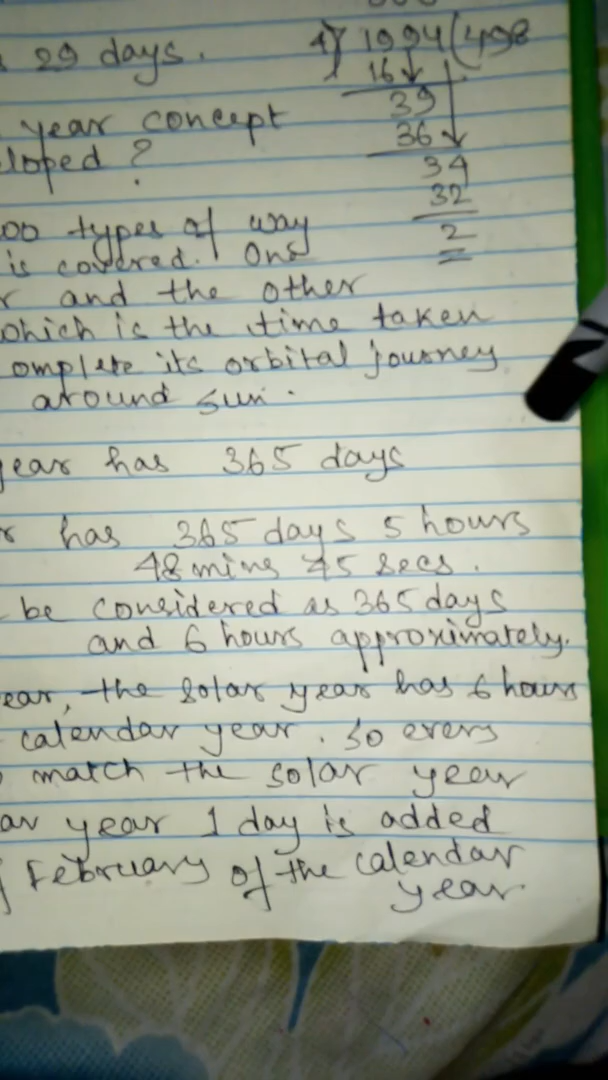 29 days.
4) 1994 (498
16
39
36
34
32
2
year concept
loped ?
oo types of way
is covered. One
r and the other
which is the time taken
omplete its orbital journey
around sun.
year has 365 days
r has 365 days 5 hours
48 mins 45 secs.
be considered as 365 days
and 6 hours approximately.
ear, the solar year has 6 hours
calendar year. So every
match the solar year
ar year 1 day is added
f February of the calendar
year.